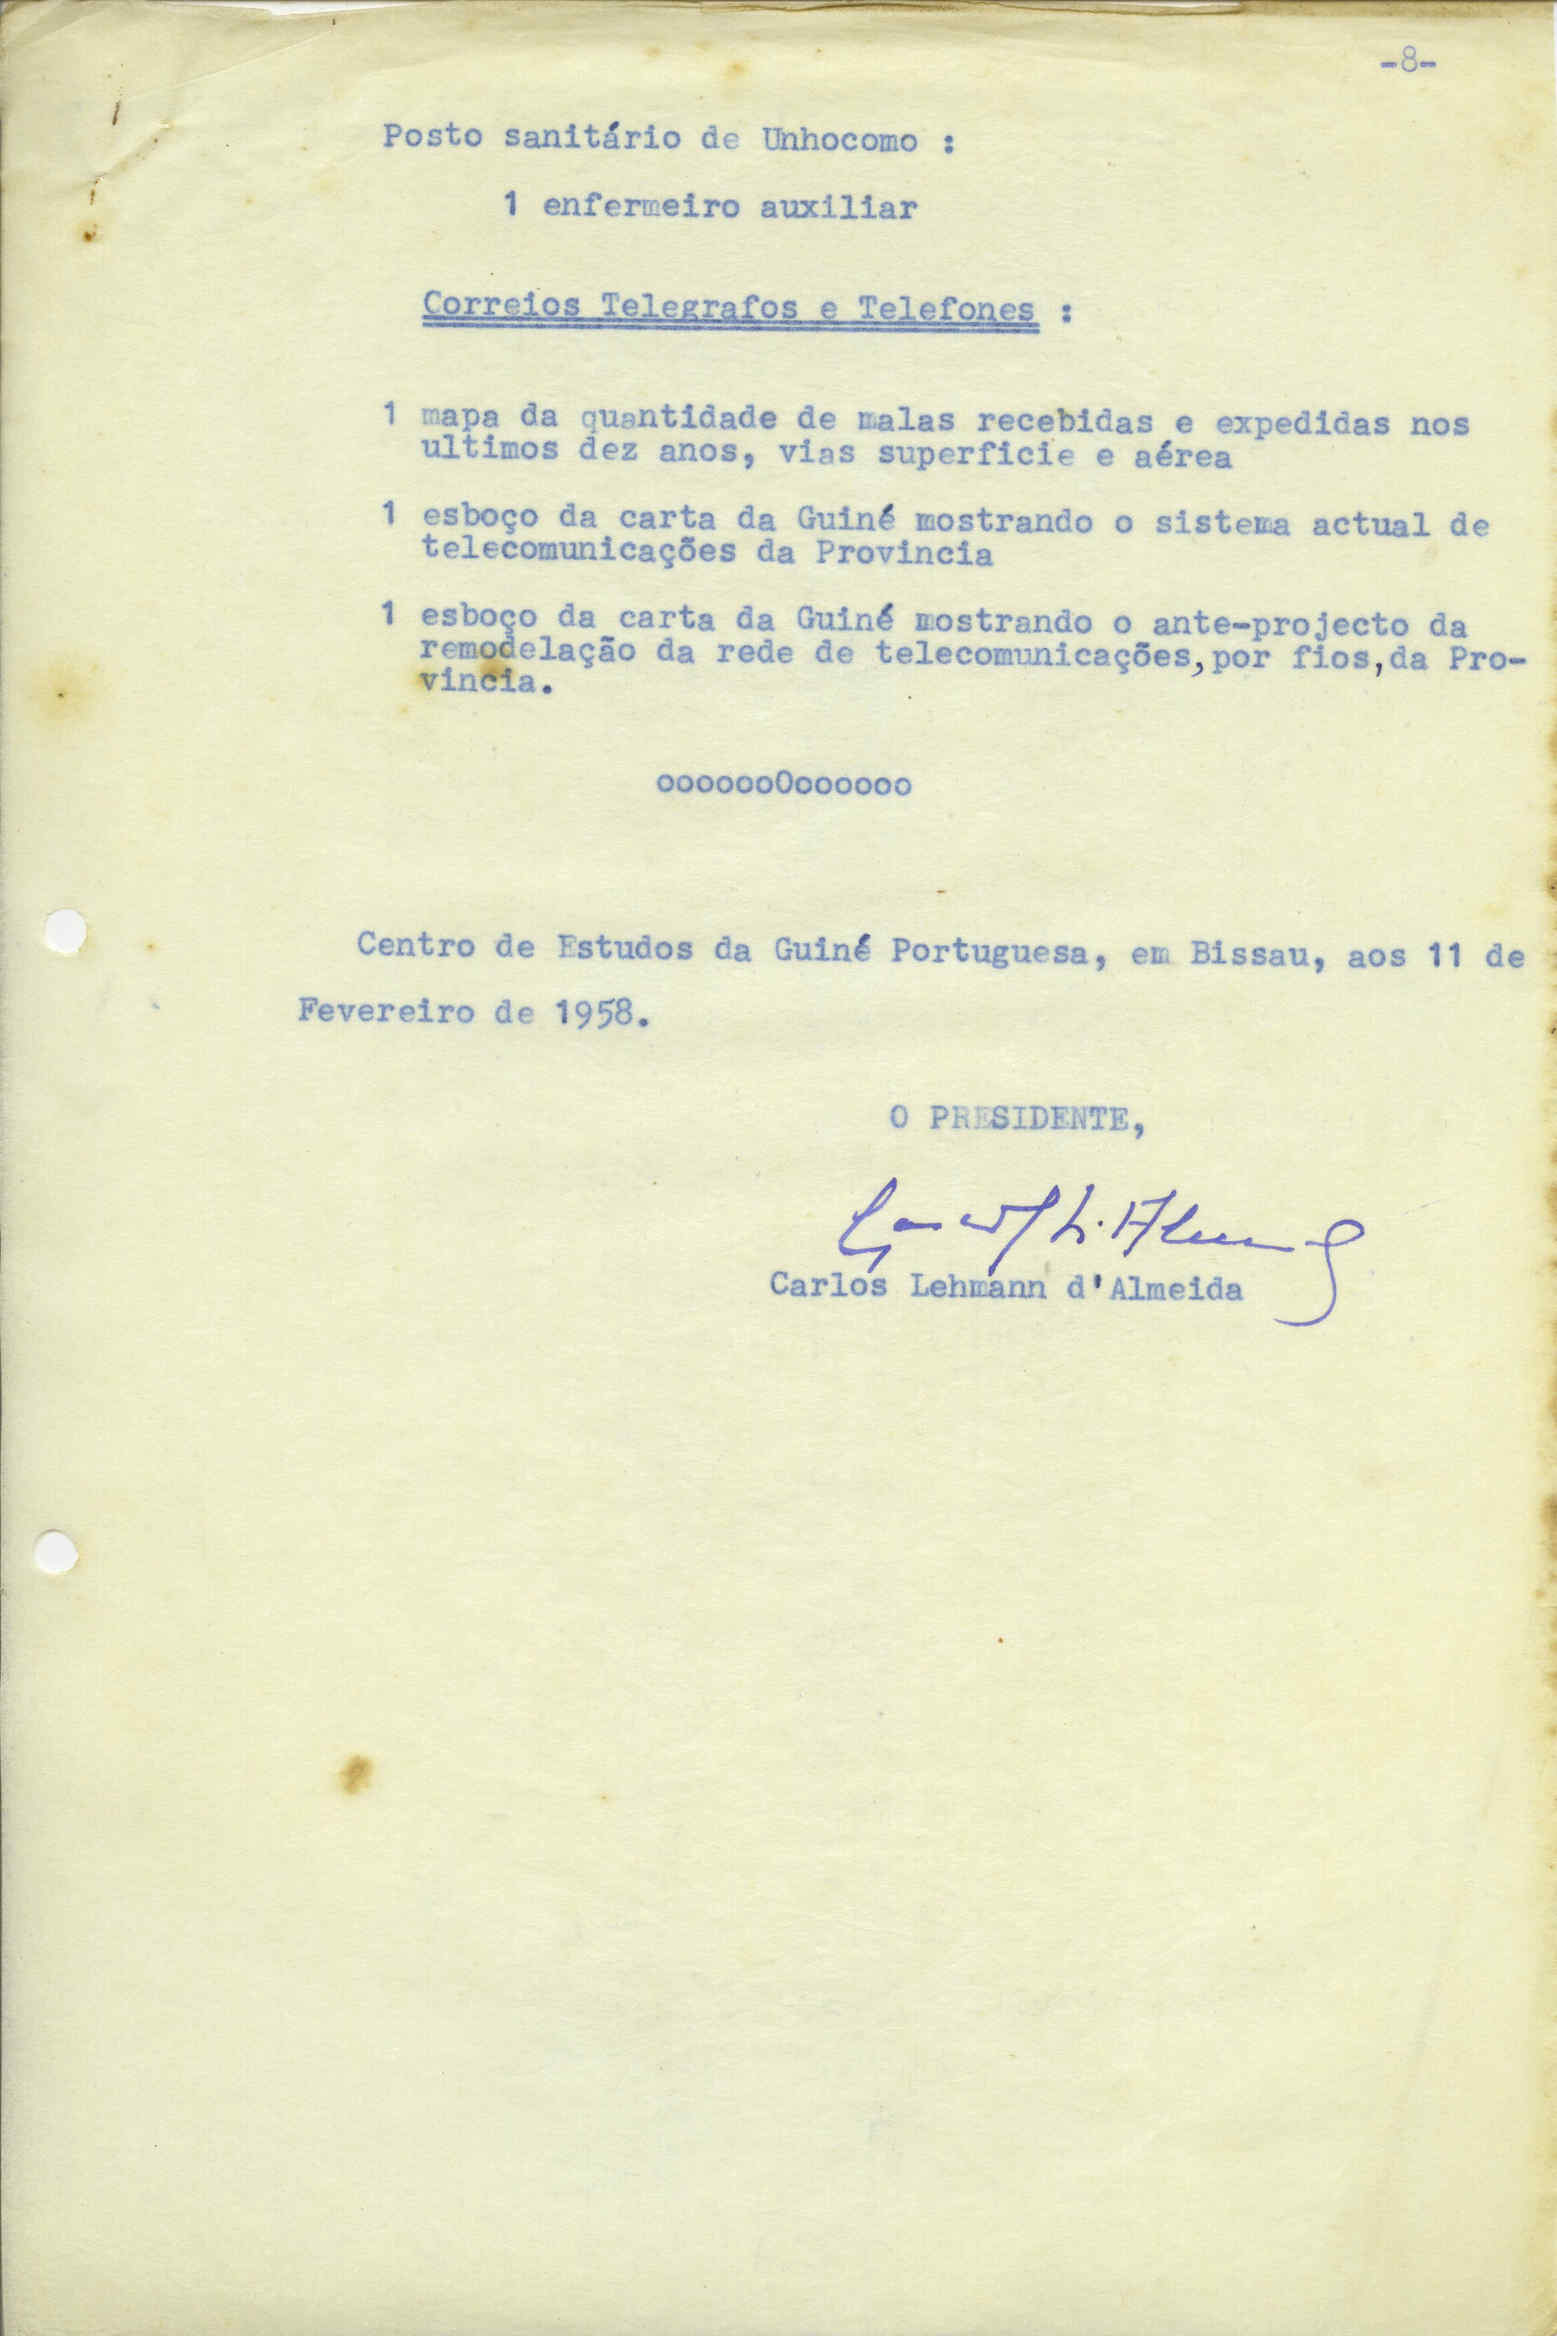 -8-
Posto sanitário de Unhocomo :
1 enfermeiro auxiliar
Correios Telegrafos e Telefones :
1 mapa da quantidade de malas recebidas e expedidas nos
ultimos dez anos, vias superficie e aérea
1 esboço da carta da Guiné mostrando o sistema actual de
telecomunicações da Provincia
1 esboço da carta da Guiné mostrando o ante-projecto da
remodelação da rede de telecomunicações,por fios,da Pro-
vincia.
ooooooOoooooo
Centro de Estudos da Guiné Portuguesa, em Bissau, aos 11 de
Fevereiro de 1958.
O PRESIDENTE,
Carlos Lehmann d'Almeida